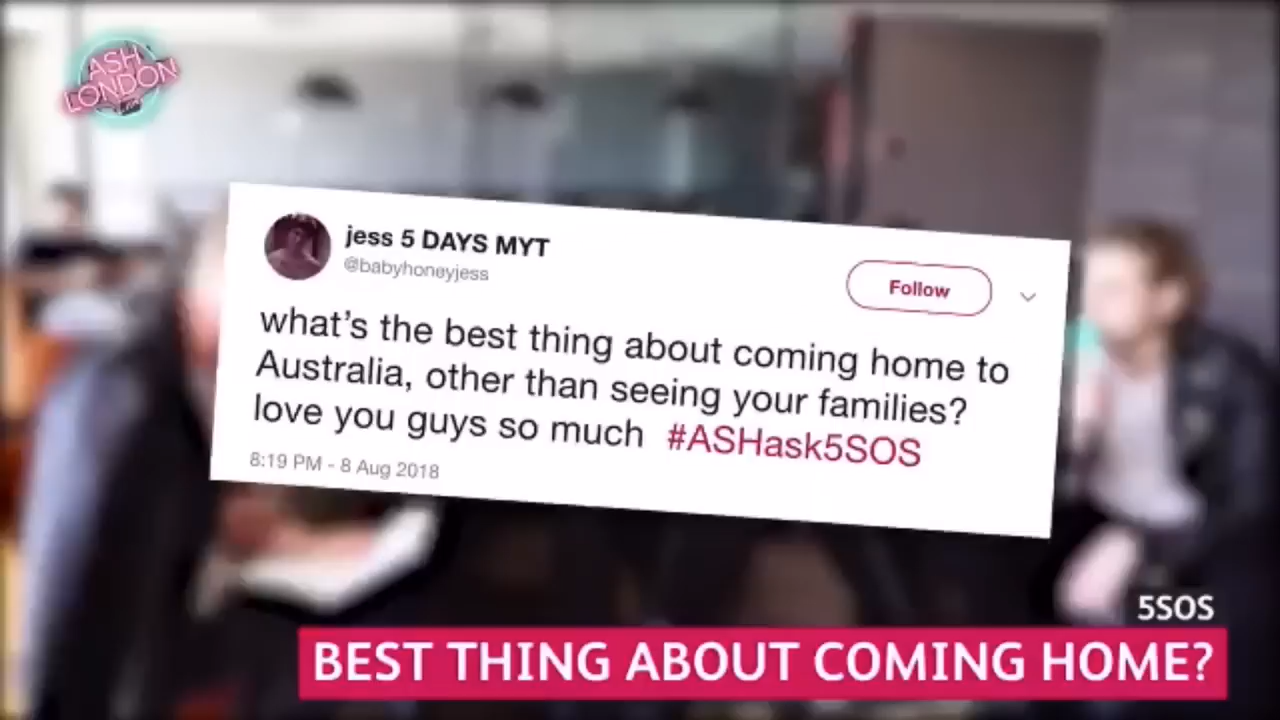 ASH
LONDON
jess 5 DAYS MYT
@babyhoneyjess
Follow
what’s the best thing about coming home to
Australia, other than seeing your families?
love you guys so much #ASHask5SOS
8:19 PM - 8 Aug 2018
5SOS
BEST THING ABOUT COMING HOME?